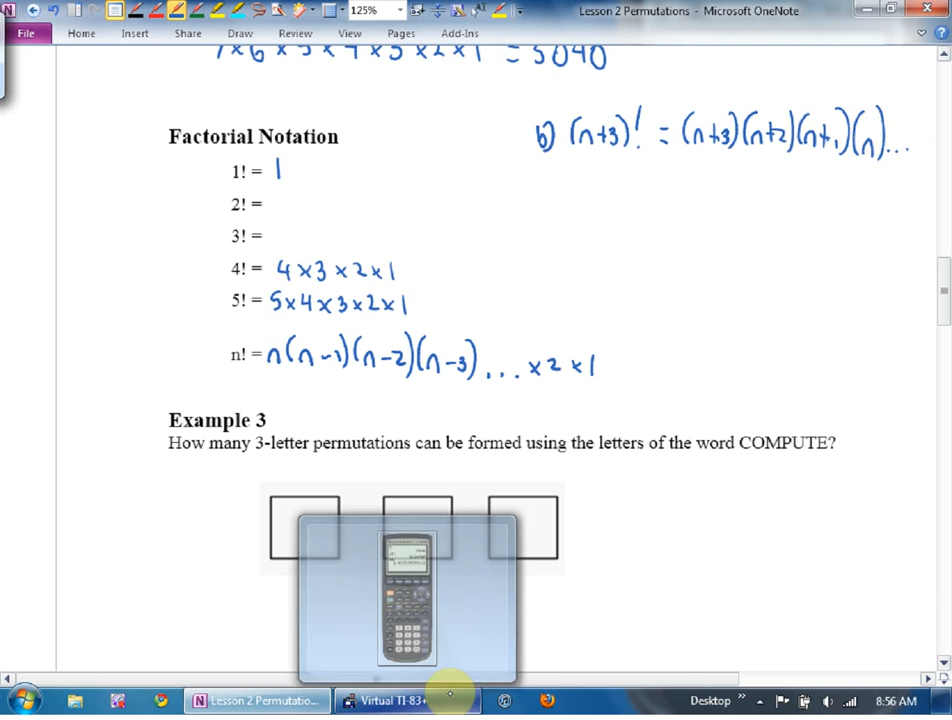 125%
Lesson 2 Permutations - Microsoft OneNote
File Home Insert Share Draw Review View Pages Add-Ins
7 x 6 x 5 x 4 x 3 x 2 x 1 = 5040
b) (n+3)! = (n+3)(n+2)(n+1)(n)...
Factorial Notation
1! = 1
2! =
3! =
4! = 4 x 3 x 2 x 1
5! = 5 x 4 x 3 x 2 x 1
n! = n(n-1)(n-2)(n-3) ... x 2 x 1
Example 3
How many 3-letter permutations can be formed using the letters of the word COMPUTE?
Lesson 2 Permutatio... Virtual TI-83+ Desktop » 8:56 AM